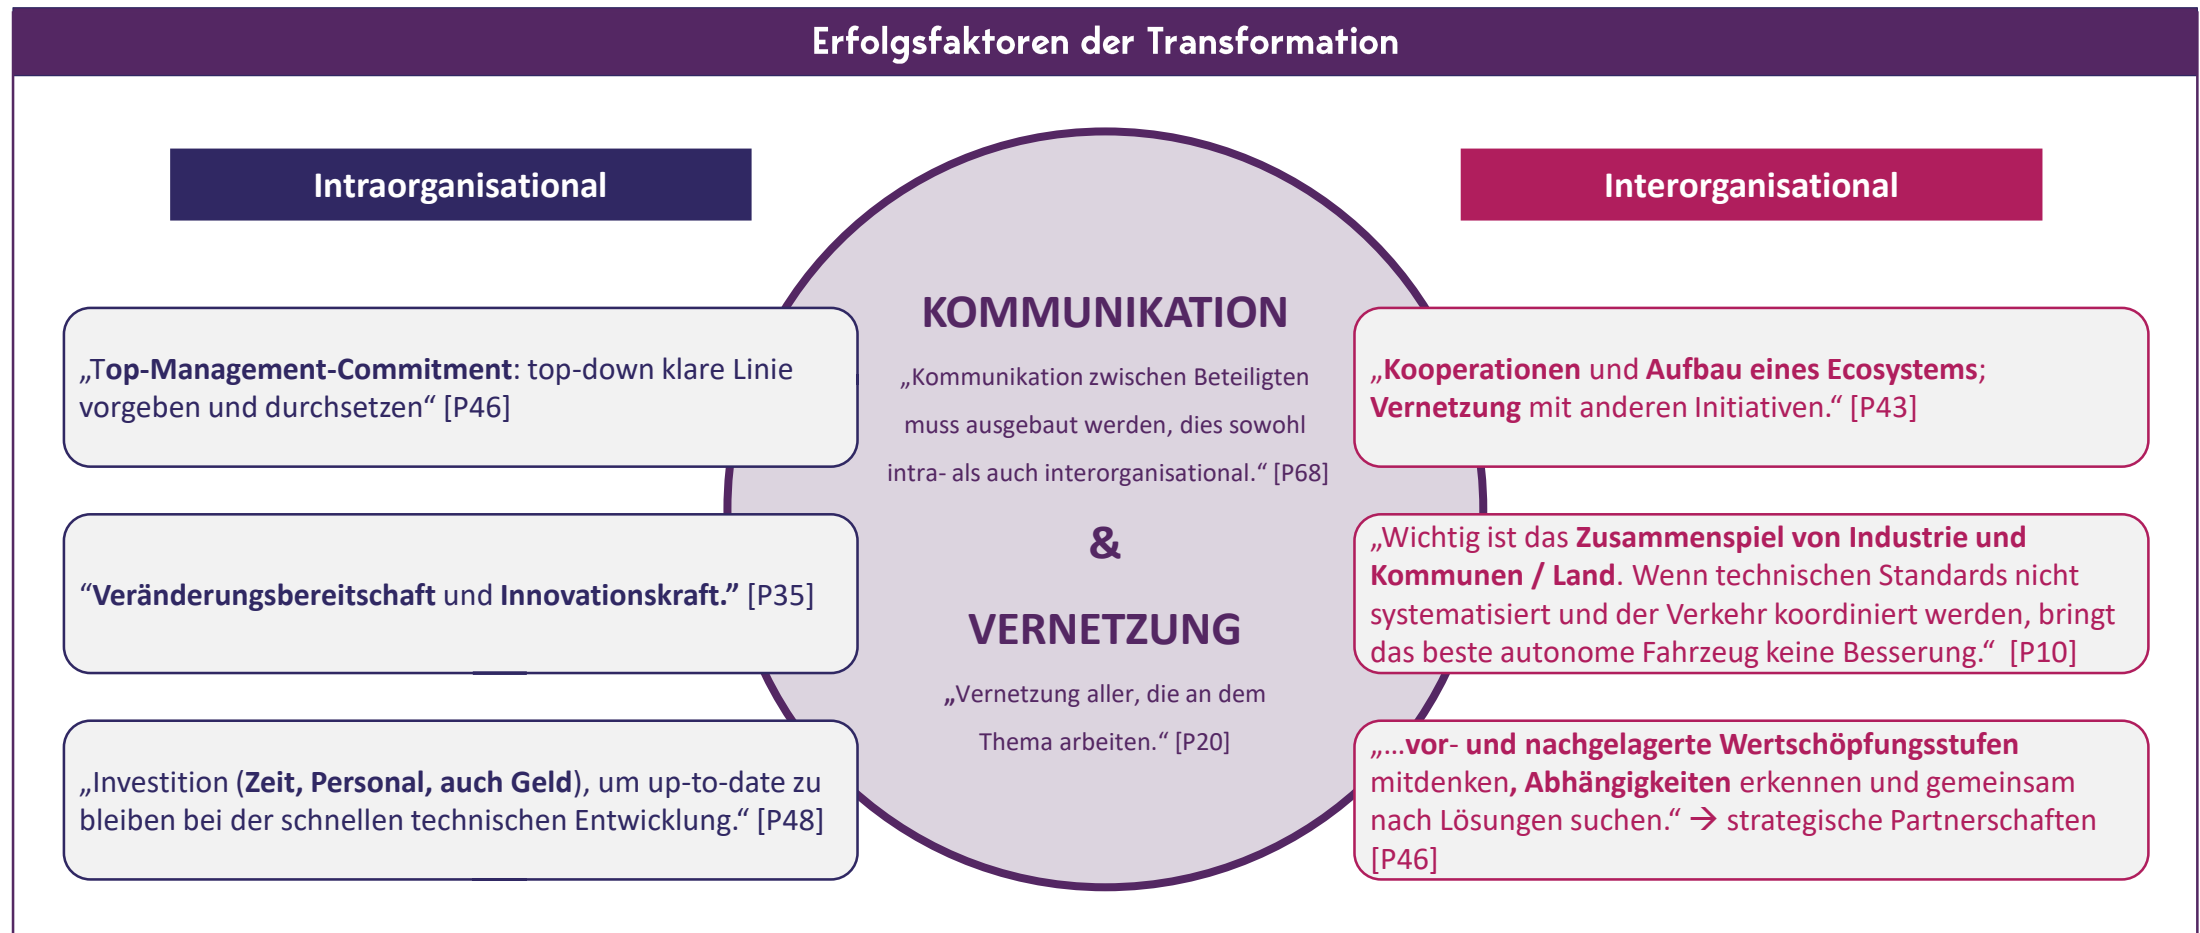 Erfolgsfaktoren der Transformation
Intraorganisational
„Top-Management-Commitment: top-down klare Linie
vorgeben und durchsetzen“ [P46]
“Veränderungsbereitschaft und Innovationskraft.” [P35]
„Investition (Zeit, Personal, auch Geld), um up-to-date zu
bleiben bei der schnellen technischen Entwicklung.“ [P48]
KOMMUNIKATION
„Kommunikation zwischen Beteiligten
muss ausgebaut werden, dies sowohl
intra- als auch interorganisational.“ [P68]
&
VERNETZUNG
„Vernetzung aller, die an dem
Thema arbeiten.“ [P20]
Interorganisational
„Kooperationen und Aufbau eines Ecosystems;
Vernetzung mit anderen Initiativen.“ [P43]
„Wichtig ist das Zusammenspiel von Industrie und
Kommunen / Land. Wenn technischen Standards nicht
systematisiert und der Verkehr koordiniert werden, bringt
das beste autonome Fahrzeug keine Besserung.“ [P10]
„…vor- und nachgelagerte Wertschöpfungsstufen
mitdenken, Abhängigkeiten erkennen und gemeinsam
nach Lösungen suchen.“ → strategische Partnerschaften
[P46]